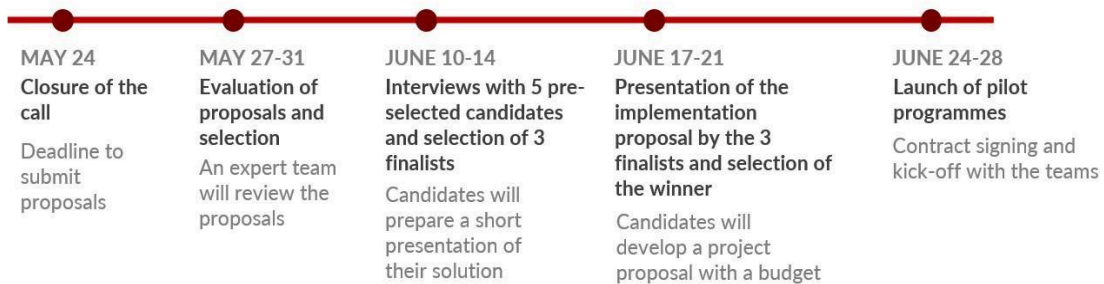 MAY 24
Closure of the
call
Deadline to
submit
proposals
MAY 27-31
Evaluation of
proposals and
selection
An expert team
will review the
proposals
JUNE 10-14
Interviews with 5 pre-
selected candidates
and selection of 3
finalists
Candidates will
prepare a short
presentation of
their solution
JUNE 17-21
Presentation of the
implementation
proposal by the 3
finalists and selection of
the winner
Candidates will
develop a project
proposal with a budget
JUNE 24-28
Launch of pilot
programmes
Contract signing and
kick-off with the teams